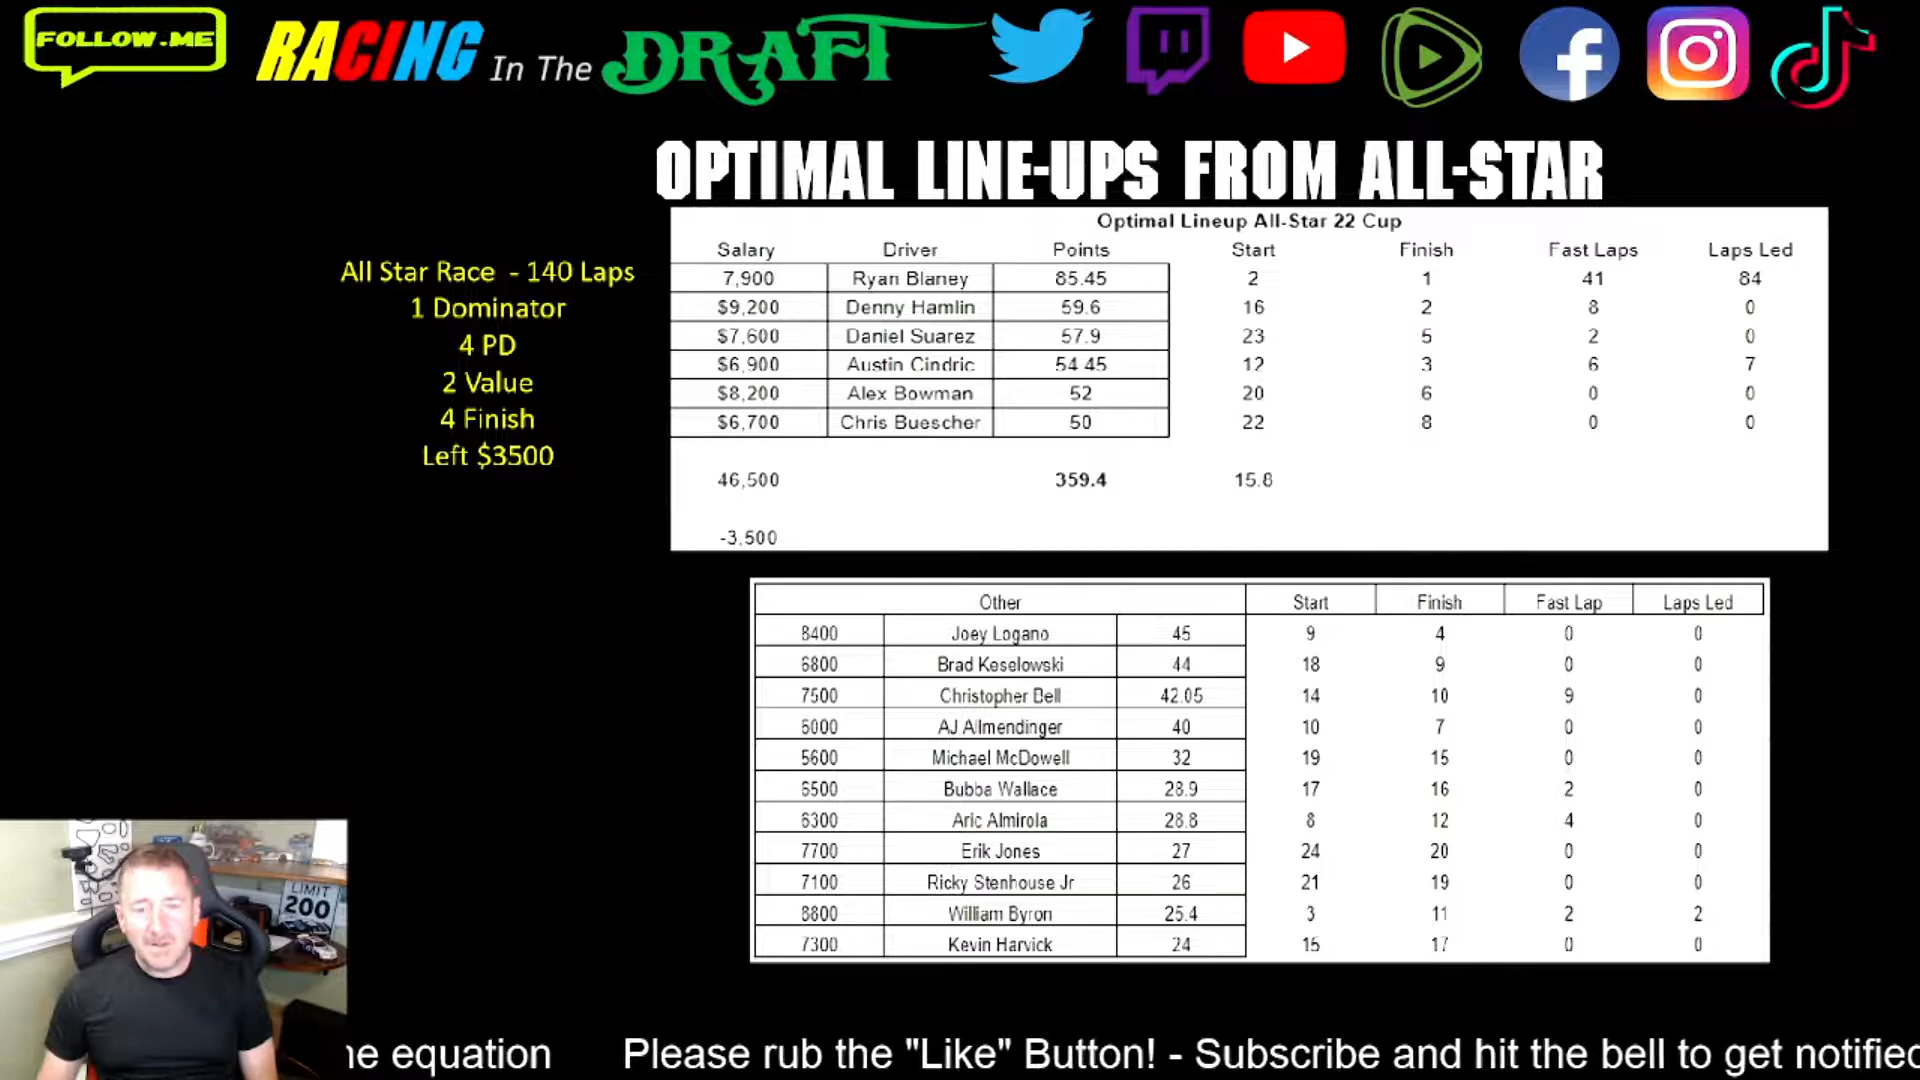 FOLLOW.ME
RACING In The DRAFT
OPTIMAL LINE-UPS FROM ALL-STAR
All Star Race - 140 Laps
1 Dominator
4 PD
2 Value
4 Finish
Left $3500
Optimal Lineup All-Star 22 Cup
Salary Driver Points Start Finish Fast Laps Laps Led
7,900 Ryan Blaney 85.45 2 1 41 84
$9,200 Denny Hamlin 59.6 16 2 8 0
$7,600 Daniel Suarez 57.9 23 5 2 0
$6,900 Austin Cindric 54.45 12 3 6 7
$8,200 Alex Bowman 52 20 6 0 0
$6,700 Chris Buescher 50 22 8 0 0
46,500 359.4 15.8
-3,500
Other Start Finish Fast Lap Laps Led
8400 Joey Logano 45 9 4 0 0
6800 Brad Keselowski 44 18 9 0 0
7500 Christopher Bell 42.05 14 10 9 0
6000 AJ Allmendinger 40 10 7 0 0
5600 Michael McDowell 32 19 15 0 0
6500 Bubba Wallace 28.9 17 16 2 0
6300 Aric Almirola 28.8 8 12 4 0
7700 Erik Jones 27 24 20 0 0
7100 Ricky Stenhouse Jr 26 21 19 0 0
8800 William Byron 25.4 3 11 2 2
7300 Kevin Harvick 24 15 17 0 0
LIMIT
200
he equation Please rub the "Like" Button! - Subscribe and hit the bell to get notified